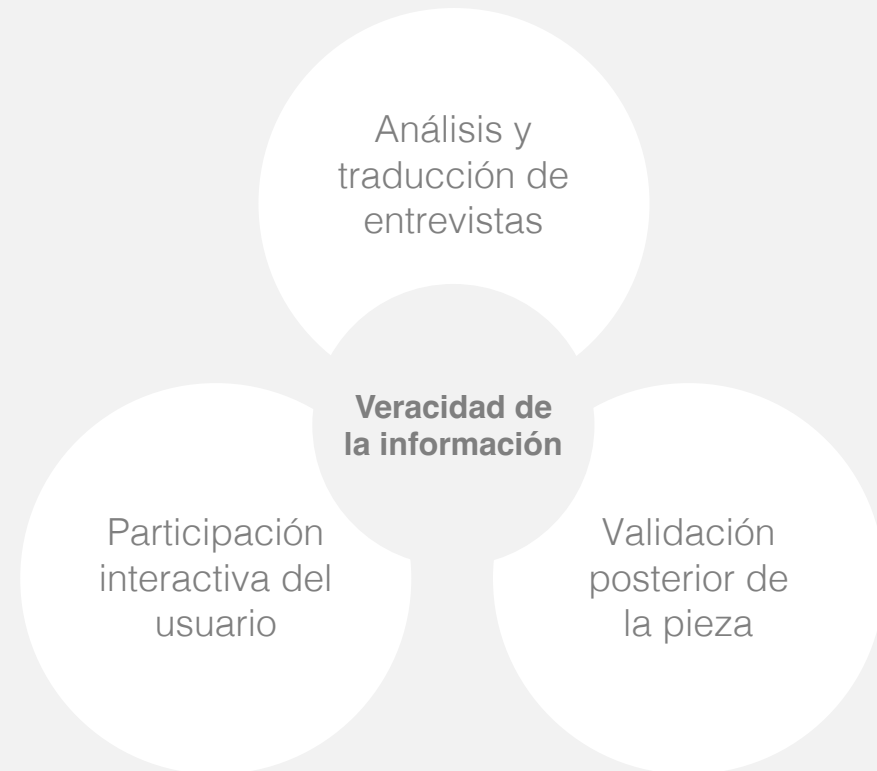 Análisis y
traducción de
entrevistas
Veracidad de
la información
Participación
interactiva del
usuario
Validación
posterior de
la pieza